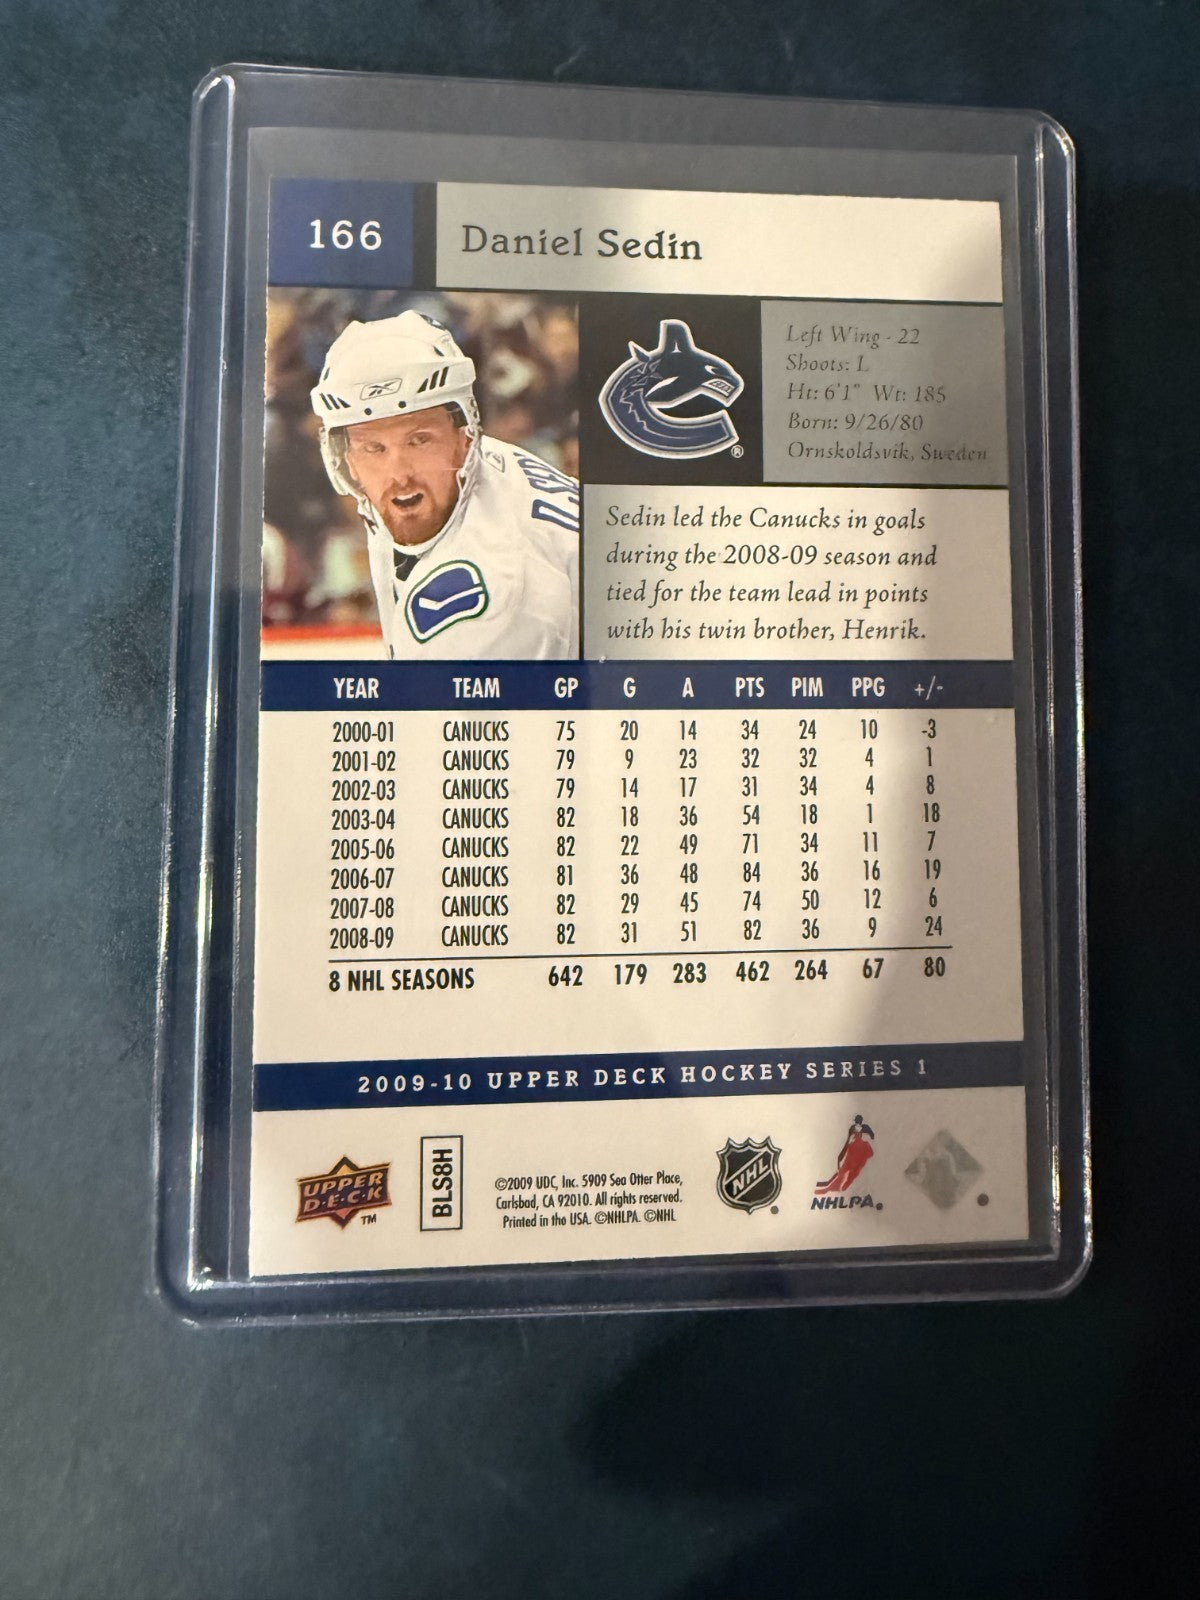 166
Daniel Sedin
D.SE
Left Wing - 22
Shoots: L
Ht: 6'1" Wt: 185
Born: 9/26/80
Ornskoldsvik, Sweden
®
Sedin led the Canucks in goals
during the 2008-09 season and
tied for the team lead in points
with his twin brother, Henrik.
YEAR TEAM GP G A PTS PIM PPG +/-
2000-01 CANUCKS 75 20 14 34 24 10 -3
2001-02 CANUCKS 79 9 23 32 32 4 1
2002-03 CANUCKS 79 14 17 31 34 4 8
2003-04 CANUCKS 82 18 36 54 18 1 18
2005-06 CANUCKS 82 22 49 71 34 11 7
2006-07 CANUCKS 81 36 48 84 36 16 19
2007-08 CANUCKS 82 29 45 74 50 12 6
2008-09 CANUCKS 82 31 51 82 36 9 24
8 NHL SEASONS 642 179 283 462 264 67 80
2009-10 UPPER DECK HOCKEY SERIES 1
UPPER
D·E·C·K
TM
BLS8H
©2009 UDC, Inc. 5909 Sea Otter Place,
Carlsbad, CA 92010. All rights reserved.
Printed in the USA. ©NHLPA. ©NHL
NHL
NHLPA®